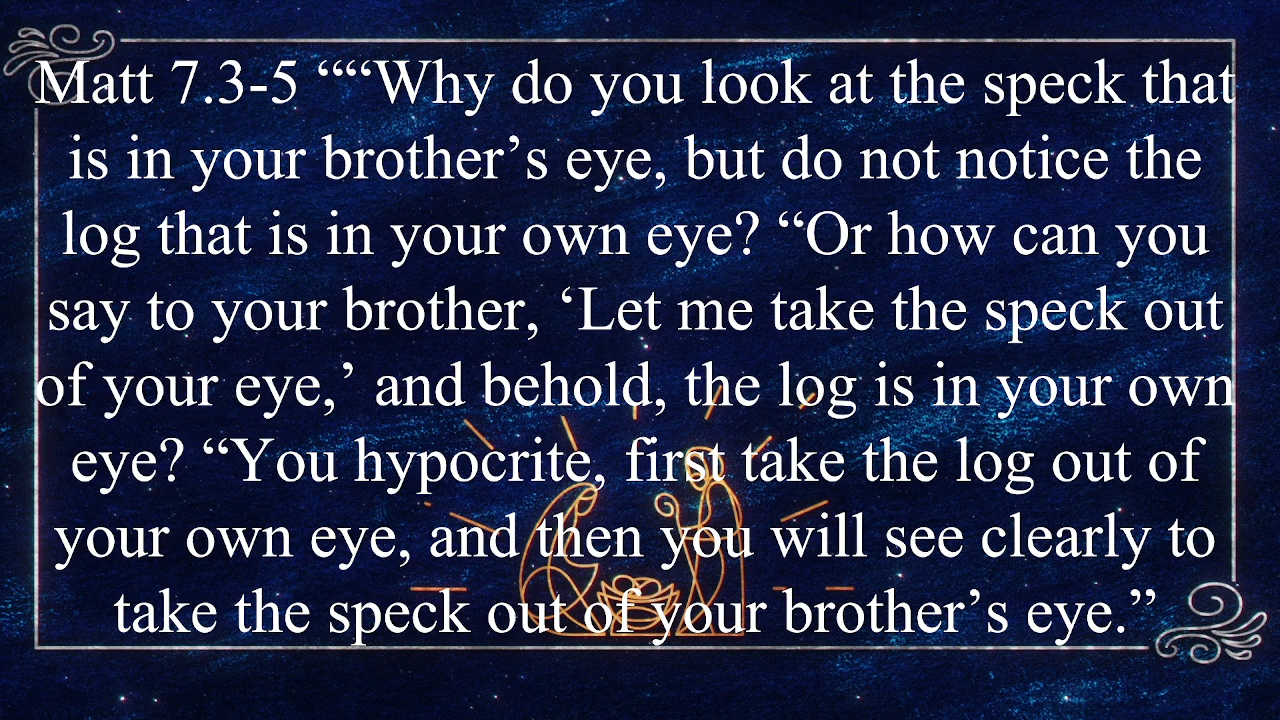 Matt 7.3-5 “"‘Why do you look at the speck that
is in your brother’s eye, but do not notice the
log that is in your own eye? “Or how can you
say to your brother, ‘Let me take the speck out
of your eye,’ and behold, the log is in your own
eye? “You hypocrite, first take the log out of
your own eye, and then you will see clearly to
take the speck out of your brother’s eye.”